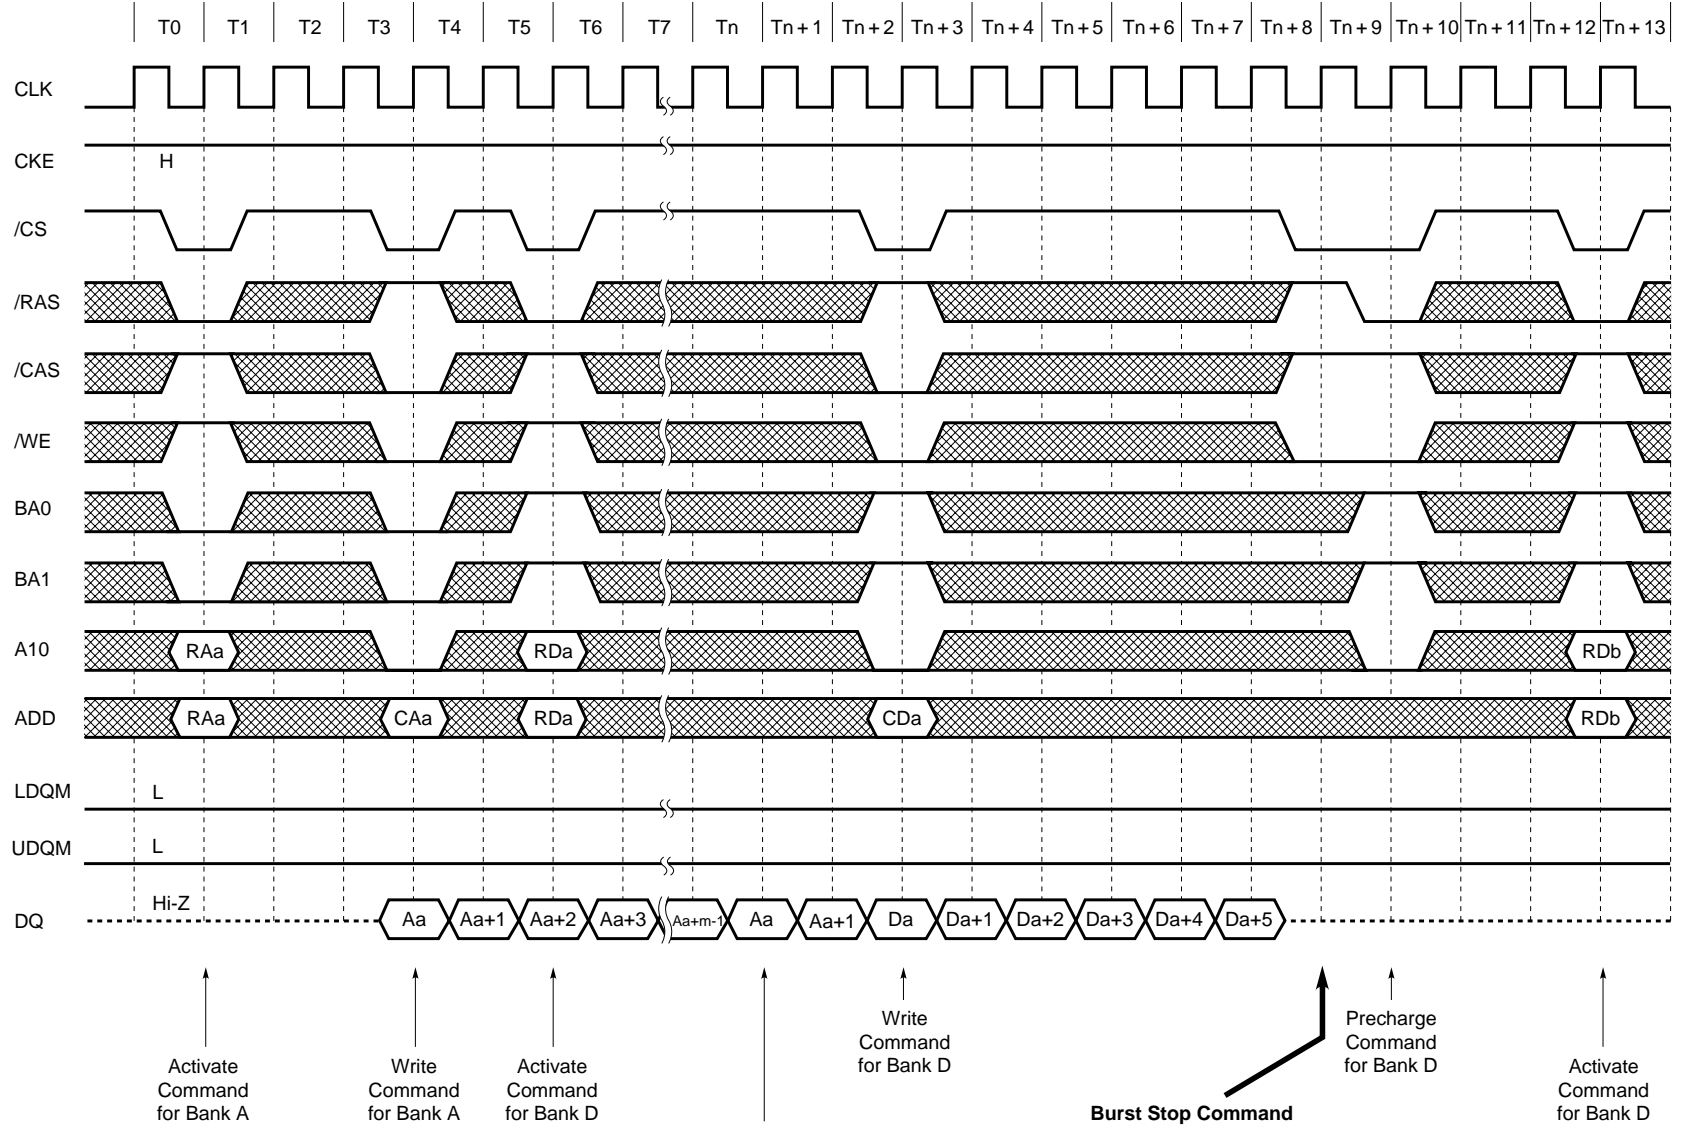 T0 T1 T2 T3 T4 T5 T6 T7 Tn Tn + 1 Tn + 2 Tn + 3 Tn + 4 Tn + 5 Tn + 6 Tn + 7 Tn + 8 Tn + 9 Tn + 10 Tn + 11 Tn + 12 Tn + 13
CLK
CKE H
/CS
/RAS
/CAS
/WE
BA0
BA1
A10 RAa RDa RDb
ADD RAa CAa RDa CDa RDb
LDQM L
UDQM L
DQ Hi-Z Aa Aa+1 Aa+2 Aa+3 Aa+m-1 Aa Aa+1 Da Da+1 Da+2 Da+3 Da+4 Da+5
Activate
Command
for Bank A
Write
Command
for Bank A
Activate
Command
for Bank D
Write
Command
for Bank D
Burst Stop Command
Precharge
Command
for Bank D
Activate
Command
for Bank D